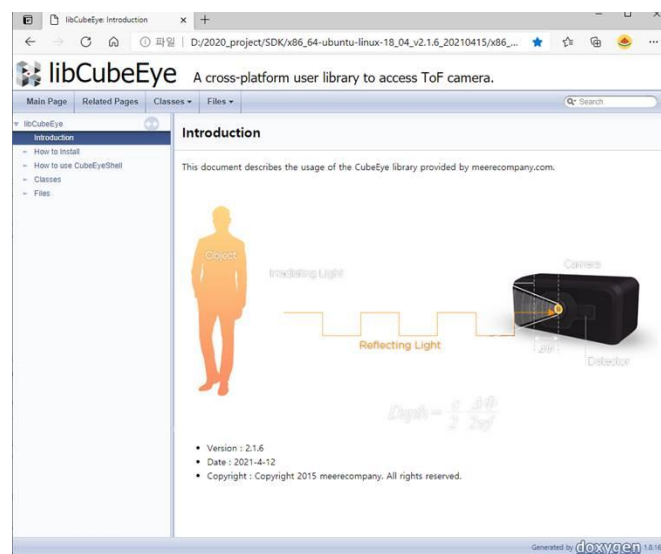 libCubeEye: Introduction
파일 D:/2020_project/SDK/x86_64-ubuntu-linux-18_04_v2.1.6_20210415/x86_...
libCubeEye A cross-platform user library to access ToF camera.
Main Page Related Pages Classes Files Search
libCubeEye
Introduction
How to Install
How to use CubeEyeShell
Classes
Files
Introduction
This document describes the usage of the CubeEye library provided by meerecompany.com.
Object
Irradiating Light
Camera
Reflecting Light
Detector
Version : 2.1.6
Date : 2021-4-12
Copyright : Copyright 2015 meerecompany. All rights reserved.
Generated by doxygen 1.8.16